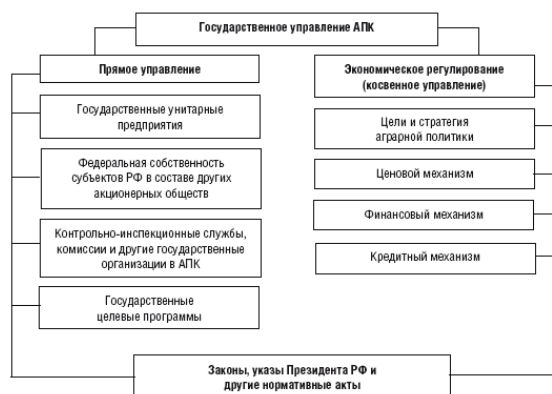 Государственное управление АПК
Прямое управление
Государственные унитарные
предприятия
Федеральная собственность
субъектов РФ в составе других
акционерных обществ
Контрольно-инспекционные службы,
комиссии и другие государственные
организации в АПК
Государственные
целевые программы
Экономическое регулирование
(косвенное управление)
Цели и стратегия
аграрной политики
Ценовой механизм
Финансовый механизм
Кредитный механизм
Законы, указы Президента РФ и
другие нормативные акты